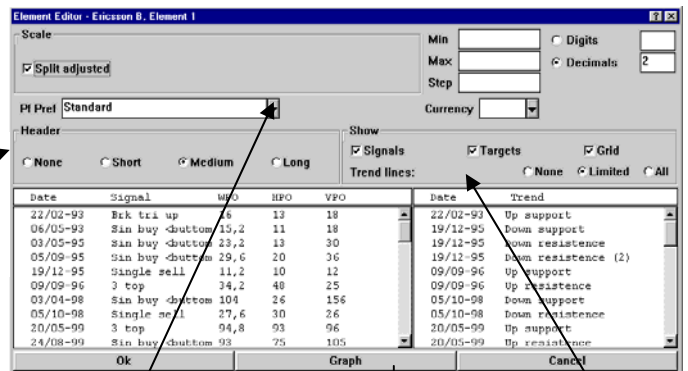 Element Editor - Ericsson B, Element 1
Scale
Split adjusted
Min
Max
Step
Digits
Decimals 2
Pf Pref Standard
Currency
Header
None Short Medium Long
Show
Signals Targets Grid
Trend lines: None Limited All
Date Signal WPO HPO VPO
22/02-93 Brk tri up 16 13 18
06/05-93 Sin buy <buttom 15,2 11 18
03/05-95 Sin buy <buttom 23,2 13 30
05/09-95 Sin buy <buttom 29,6 20 36
19/12-95 Single sell 11,2 10 12
09/09-96 3 top 34,2 48 25
03/04-98 Sin buy <buttom 104 26 156
05/10-98 Single sell 27,6 30 26
20/05-99 3 top 94,8 93 96
24/08-99 Sin buy <buttom 93 75 105
Date Trend
22/02-93 Up support
19/12-95 Down support
19/12-95 Down resistence
19/12-95 Down resistence (2)
09/09-96 Up support
09/09-96 Up resistence
05/10-98 Down support
05/10-98 Down resistence
20/05-99 Up support
20/05-99 Up resistence
Ok Graph Cancel